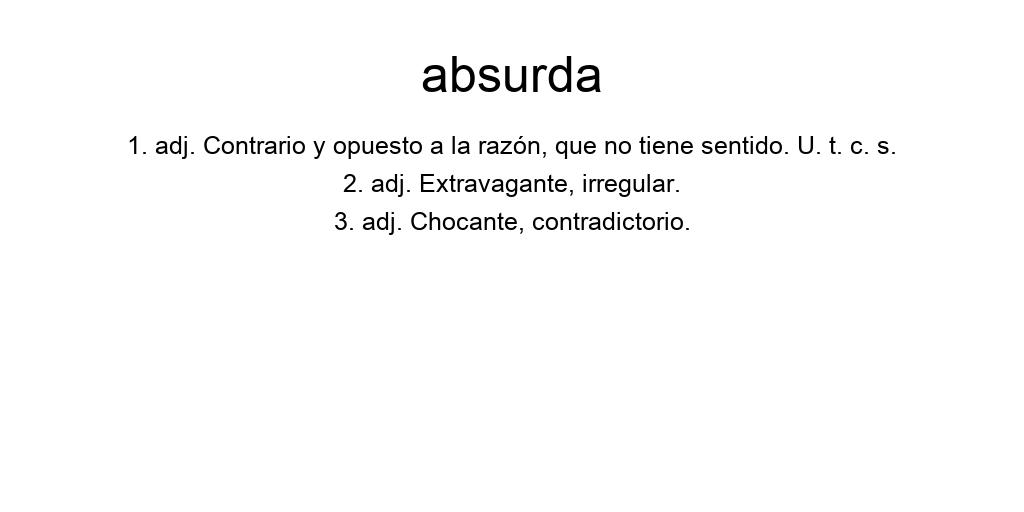 absurda
1. adj. Contrario y opuesto a la razón, que no tiene sentido. U. t. c. s.
2. adj. Extravagante, irregular.
3. adj. Chocante, contradictorio.